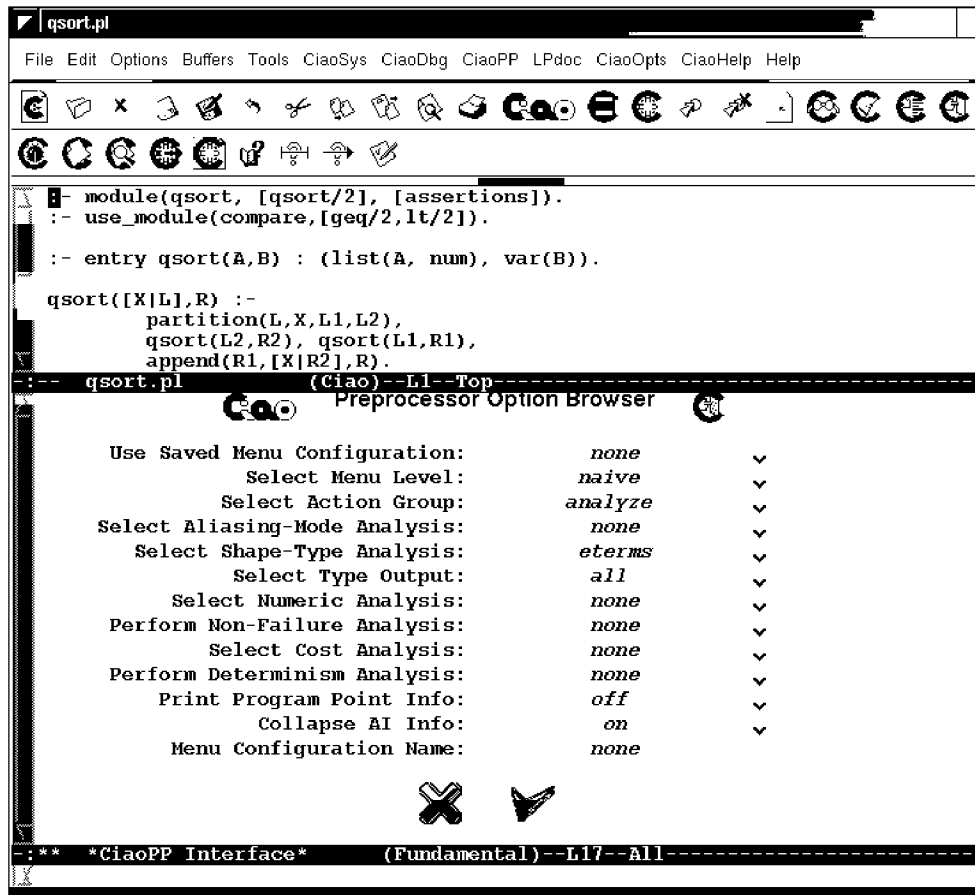 qsort.pl
File Edit Options Buffers Tools CiaoSys CiaoDbg CiaoPP LPdoc CiaoOpts CiaoHelp Help
Ciao
:- module(qsort, [qsort/2], [assertions]).
:- use_module(compare,[geq/2,lt/2]).
:- entry qsort(A,B) : (list(A, num), var(B)).
qsort([X|L],R) :-
partition(L,X,L1,L2),
qsort(L2,R2), qsort(L1,R1),
append(R1,[X|R2],R).
-:-- qsort.pl (Ciao)--L1--Top----------------------------------------
Ciao Preprocessor Option Browser
Use Saved Menu Configuration: none
Select Menu Level: naive
Select Action Group: analyze
Select Aliasing-Mode Analysis: none
Select Shape-Type Analysis: eterms
Select Type Output: all
Select Numeric Analysis: none
Perform Non-Failure Analysis: none
Select Cost Analysis: none
Perform Determinism Analysis: none
Print Program Point Info: off
Collapse AI Info: on
Menu Configuration Name: none
-:** *CiaoPP Interface* (Fundamental)--L17--All-------------------------